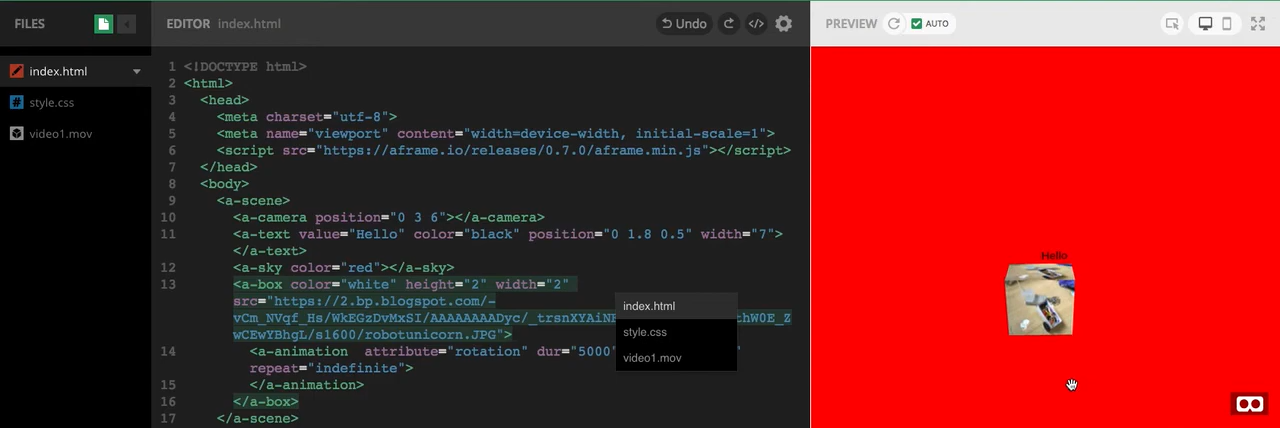 FILES
EDITOR index.html
Undo
</>
PREVIEW
AUTO
index.html
style.css
video1.mov
1 <!DOCTYPE html>
2 <html>
3 <head>
4 <meta charset="utf-8">
5 <meta name="viewport" content="width=device-width, initial-scale=1">
6 <script src="https://aframe.io/releases/0.7.0/aframe.min.js"></script>
7 </head>
8 <body>
9 <a-scene>
10 <a-camera position="0 3 6"></a-camera>
11 <a-text value="Hello" color="black" position="0 1.8 0.5" width="7">
</a-text>
12 <a-sky color="red"></a-sky>
13 <a-box color="white" height="2" width="2"
src="https://2.bp.blogspot.com/-
vCm_NVqf_Hs/WkEGzDvMxSI/AAAAAAAADyc/_trsnXYAiN thW0E_Z
wCEwYBhgL/s1600/robotunicorn.JPG">
14 <a-animation attribute="rotation" dur="5000" "
repeat="indefinite">
15 </a-animation>
16 </a-box>
17 </a-scene>
index.html
style.css
video1.mov
Hello